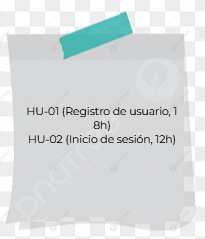 HU-01 (Registro de usuario, 1
8h)
HU-02 (Inicio de sesión, 12h)